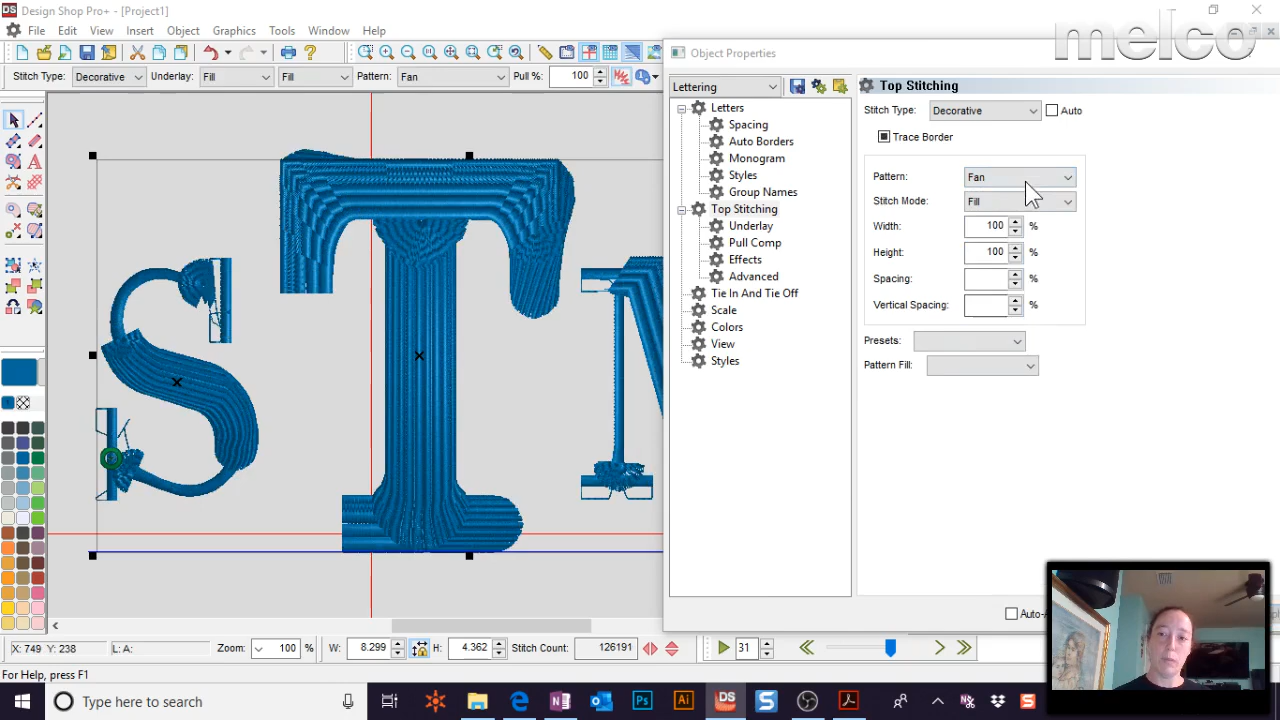 Design Shop Pro+ - [Project1]
File Edit View Insert Object Designs Tools Window Help
melco
Stitch Type: Decorative Underlay: Fill Fill Pattern: Fan Pull %: 100
Object Properties
Lettering
Letters
Spacing
Auto Borders
Monogram
Styles
Group Names
Top Stitching
Underlay
Pull Comp
Effects
Advanced
Tie In And Tie Off
Scale
Colors
View
Styles
Top Stitching
Stitch Type: Decorative Auto
Trace Border
Pattern: Fan
Stitch Mode: Fill
Width: 100 %
Height: 100 %
Spacing: %
Vertical Spacing: %
Presets:
Pattern Fill:
S T
X: 749 Y: 238 L: A: Zoom: 100 % W: 8.299 H: 4.362 Stitch Count: 126191 31
For Help, press F1
Type here to search
DS